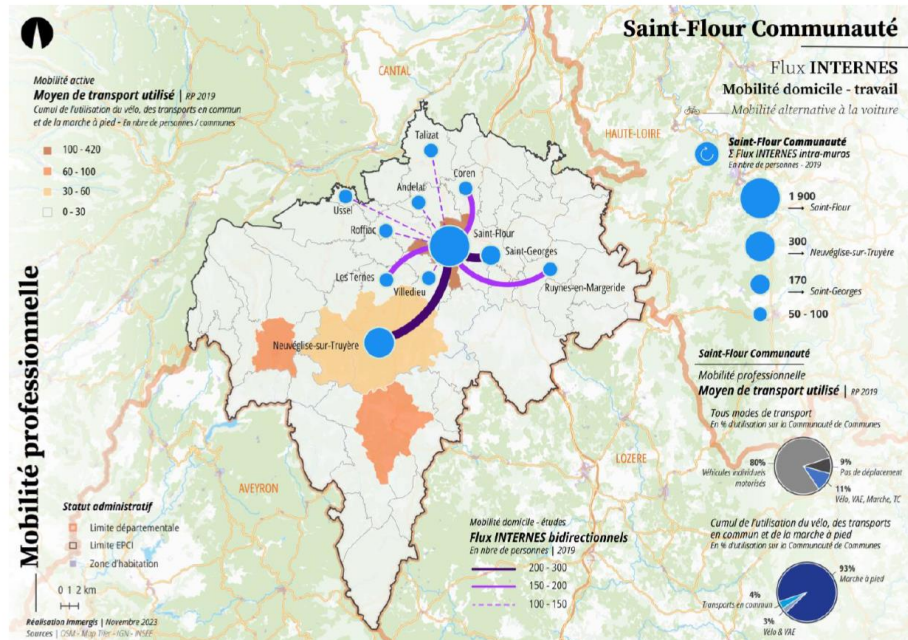 Saint-Flour Communauté
Flux INTERNES
Mobilité domicile - travail
Mobilité alternative à la voiture
Mobilité active
Moyen de transport utilisé | RP 2019
Cumul de l'utilisation du vélo, des transports en commun
et de la marche à pied - En nbre de personnes / communes
100 - 420
60 - 100
30 - 60
0 - 30
CANTAL
HAUTE-LOIRE
LOZERE
AVEYRON
Talizat
Coren
Andelat
Ussel
Roffiac
Saint-Flour
Saint-Georges
Les Ternes
Villedieu
Ruynes-en-Margeride
Neuvéglise-sur-Truyère
Saint-Flour Communauté
Σ Flux INTERNES intra-muros
En nbre de personnes - 2019
1 900
Saint-Flour
300
Neuvéglise-sur-Truyère
170
Saint-Georges
50 - 100
Saint-Flour Communauté
Mobilité professionnelle
Moyen de transport utilisé | RP 2019
Tous modes de transport
En % d'utilisation sur la Communauté de Communes
80%
Véhicules individuels
motorisés
9%
Pas de déplacement
11%
Vélo, VAE, Marche, TC
Cumul de l'utilisation du vélo, des transports
en commun et de la marche à pied
En % d'utilisation sur la Communauté de Communes
93%
Marche à pied
4%
Transports en commun
3%
Vélo & VAE
Mobilité domicile - études
Flux INTERNES bidirectionnels
En nbre de personnes | 2019
200 - 300
150 - 200
100 - 150
Mobilité professionnelle
Statut administratif
Limite départementale
Limite EPCI
Zone d'habitation
0 1 2 km
Réalisation Immergis | Novembre 2023
Sources | OSM - Map Tiler - IGN - INSEE